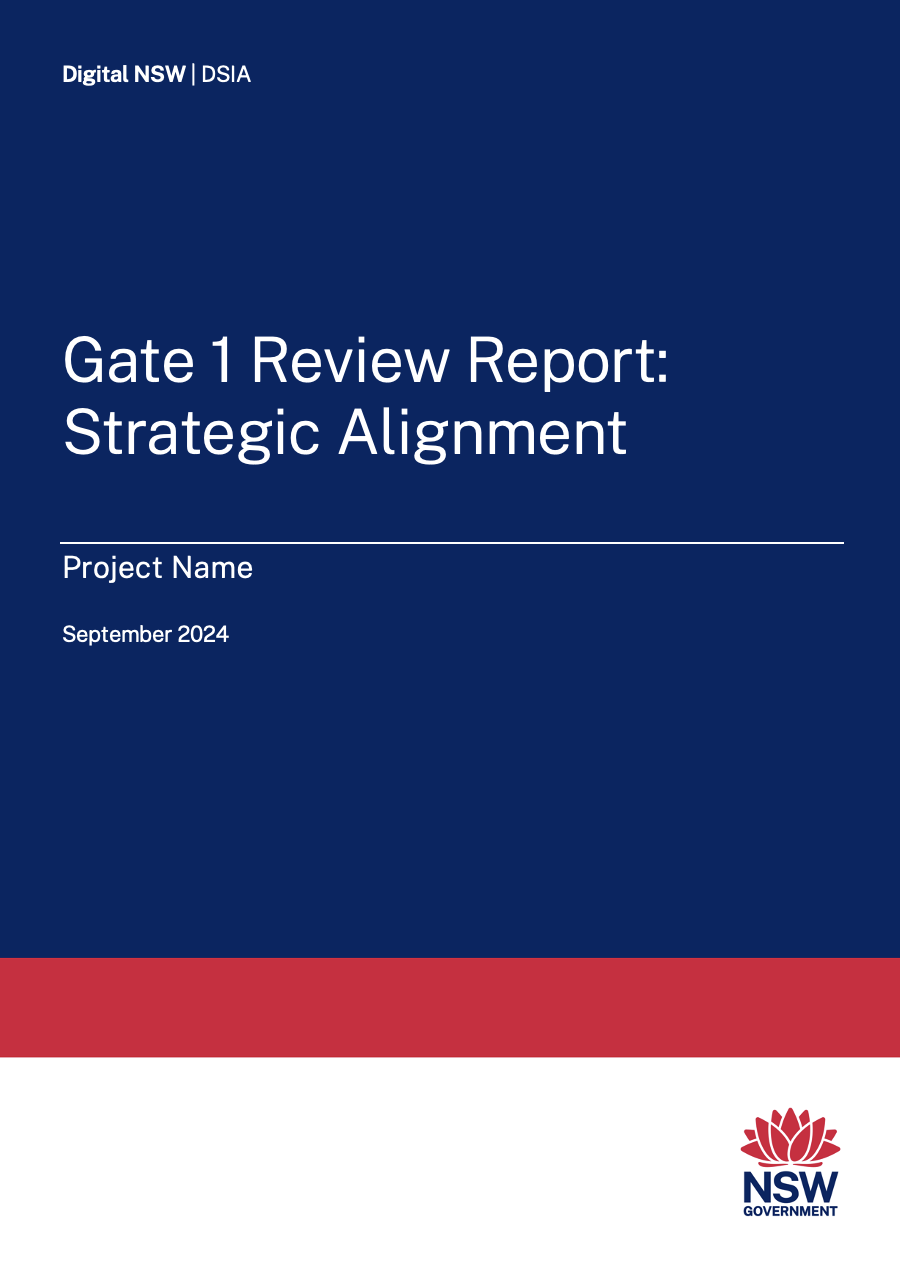 Digital NSW | DSIA
Gate 1 Review Report:
Strategic Alignment
Project Name
September 2024
NSW
GOVERNMENT